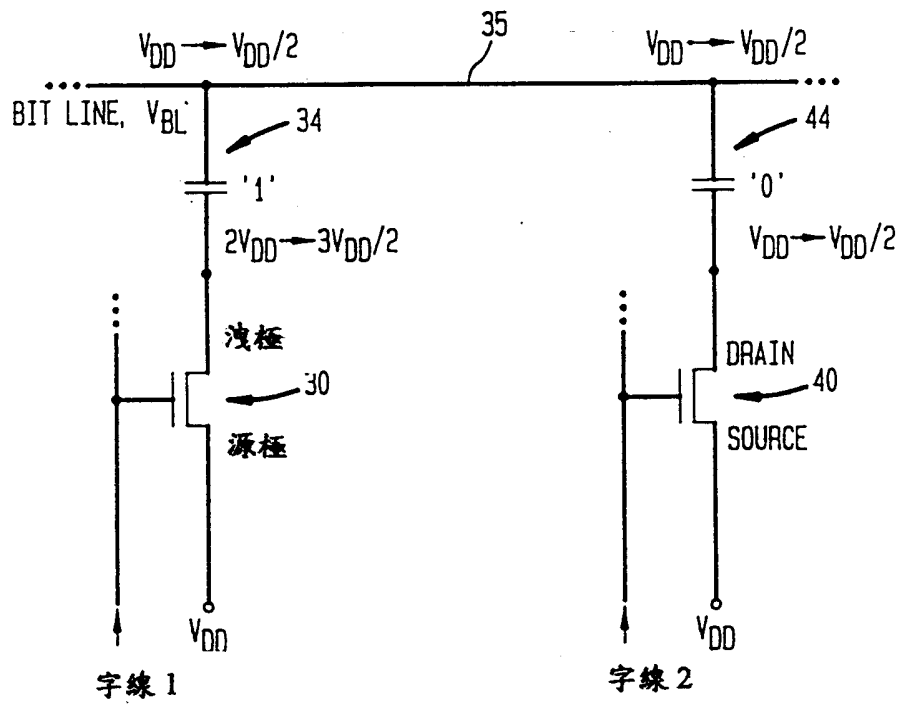 35
V_DD → V_DD/2
V_DD → V_DD/2
BIT LINE, V_BL
34
44
'1'
'0'
2V_DD → 3V_DD/2
V_DD → V_DD/2
洩極
DRAIN
30
40
源極
SOURCE
V_DD
V_DD
字線 1
字線 2